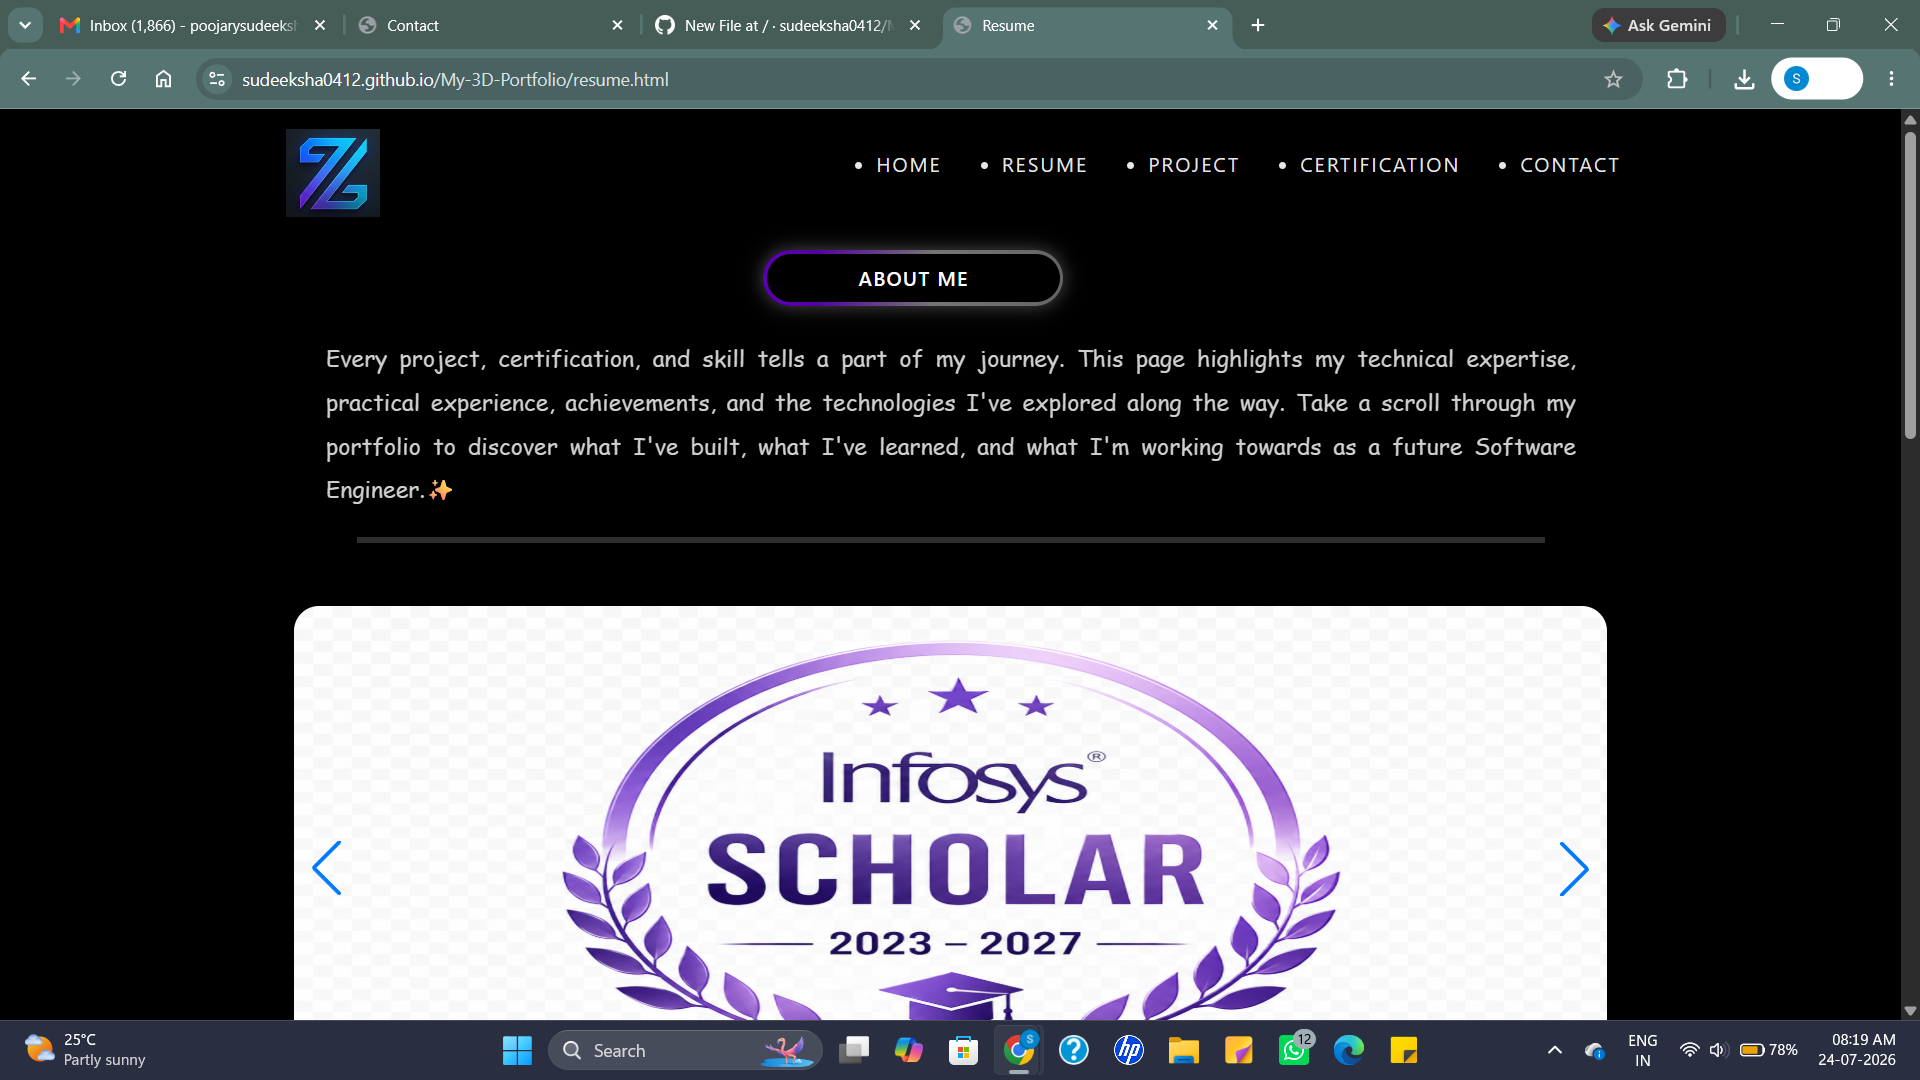 Inbox (1,866) - poojarysudeeksh
Contact
New File at / · sudeeksha0412/M
Resume
Ask Gemini
sudeeksha0412.github.io/My-3D-Portfolio/resume.html
S
HOME
RESUME
PROJECT
CERTIFICATION
CONTACT
ABOUT ME
Every project, certification, and skill tells a part of my journey. This page highlights my technical expertise,
practical experience, achievements, and the technologies I've explored along the way. Take a scroll through my
portfolio to discover what I've built, what I've learned, and what I'm working towards as a future Software
Engineer.✨
Infosys®
SCHOLAR
2023 – 2027
25°C
Partly sunny
Search
S
hp
12
ENG
IN
78%
08:19 AM
24-07-2026